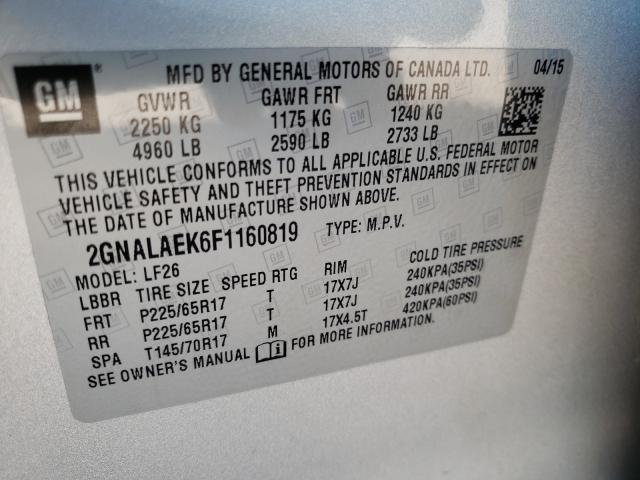 GM ® MFD BY GENERAL MOTORS OF CANADA LTD. 04/15
GVWR GAWR FRT GAWR RR
2250 KG 1175 KG 1240 KG
4960 LB 2590 LB 2733 LB
THIS VEHICLE CONFORMS TO ALL APPLICABLE U.S. FEDERAL MOTOR
VEHICLE SAFETY AND THEFT PREVENTION STANDARDS IN EFFECT ON
THE DATE OF MANUFACTURE SHOWN ABOVE.
2GNALAEK6F1160819 TYPE: M.P.V.
MODEL: LF26
LBBR TIRE SIZE SPEED RTG RIM COLD TIRE PRESSURE
FRT P225/65R17 T 17X7J 240KPA(35PSI)
RR P225/65R17 T 17X7J 240KPA(35PSI)
SPA T145/70R17 M 17X4.5T 420KPA(60PSI)
SEE OWNER'S MANUAL FOR MORE INFORMATION.